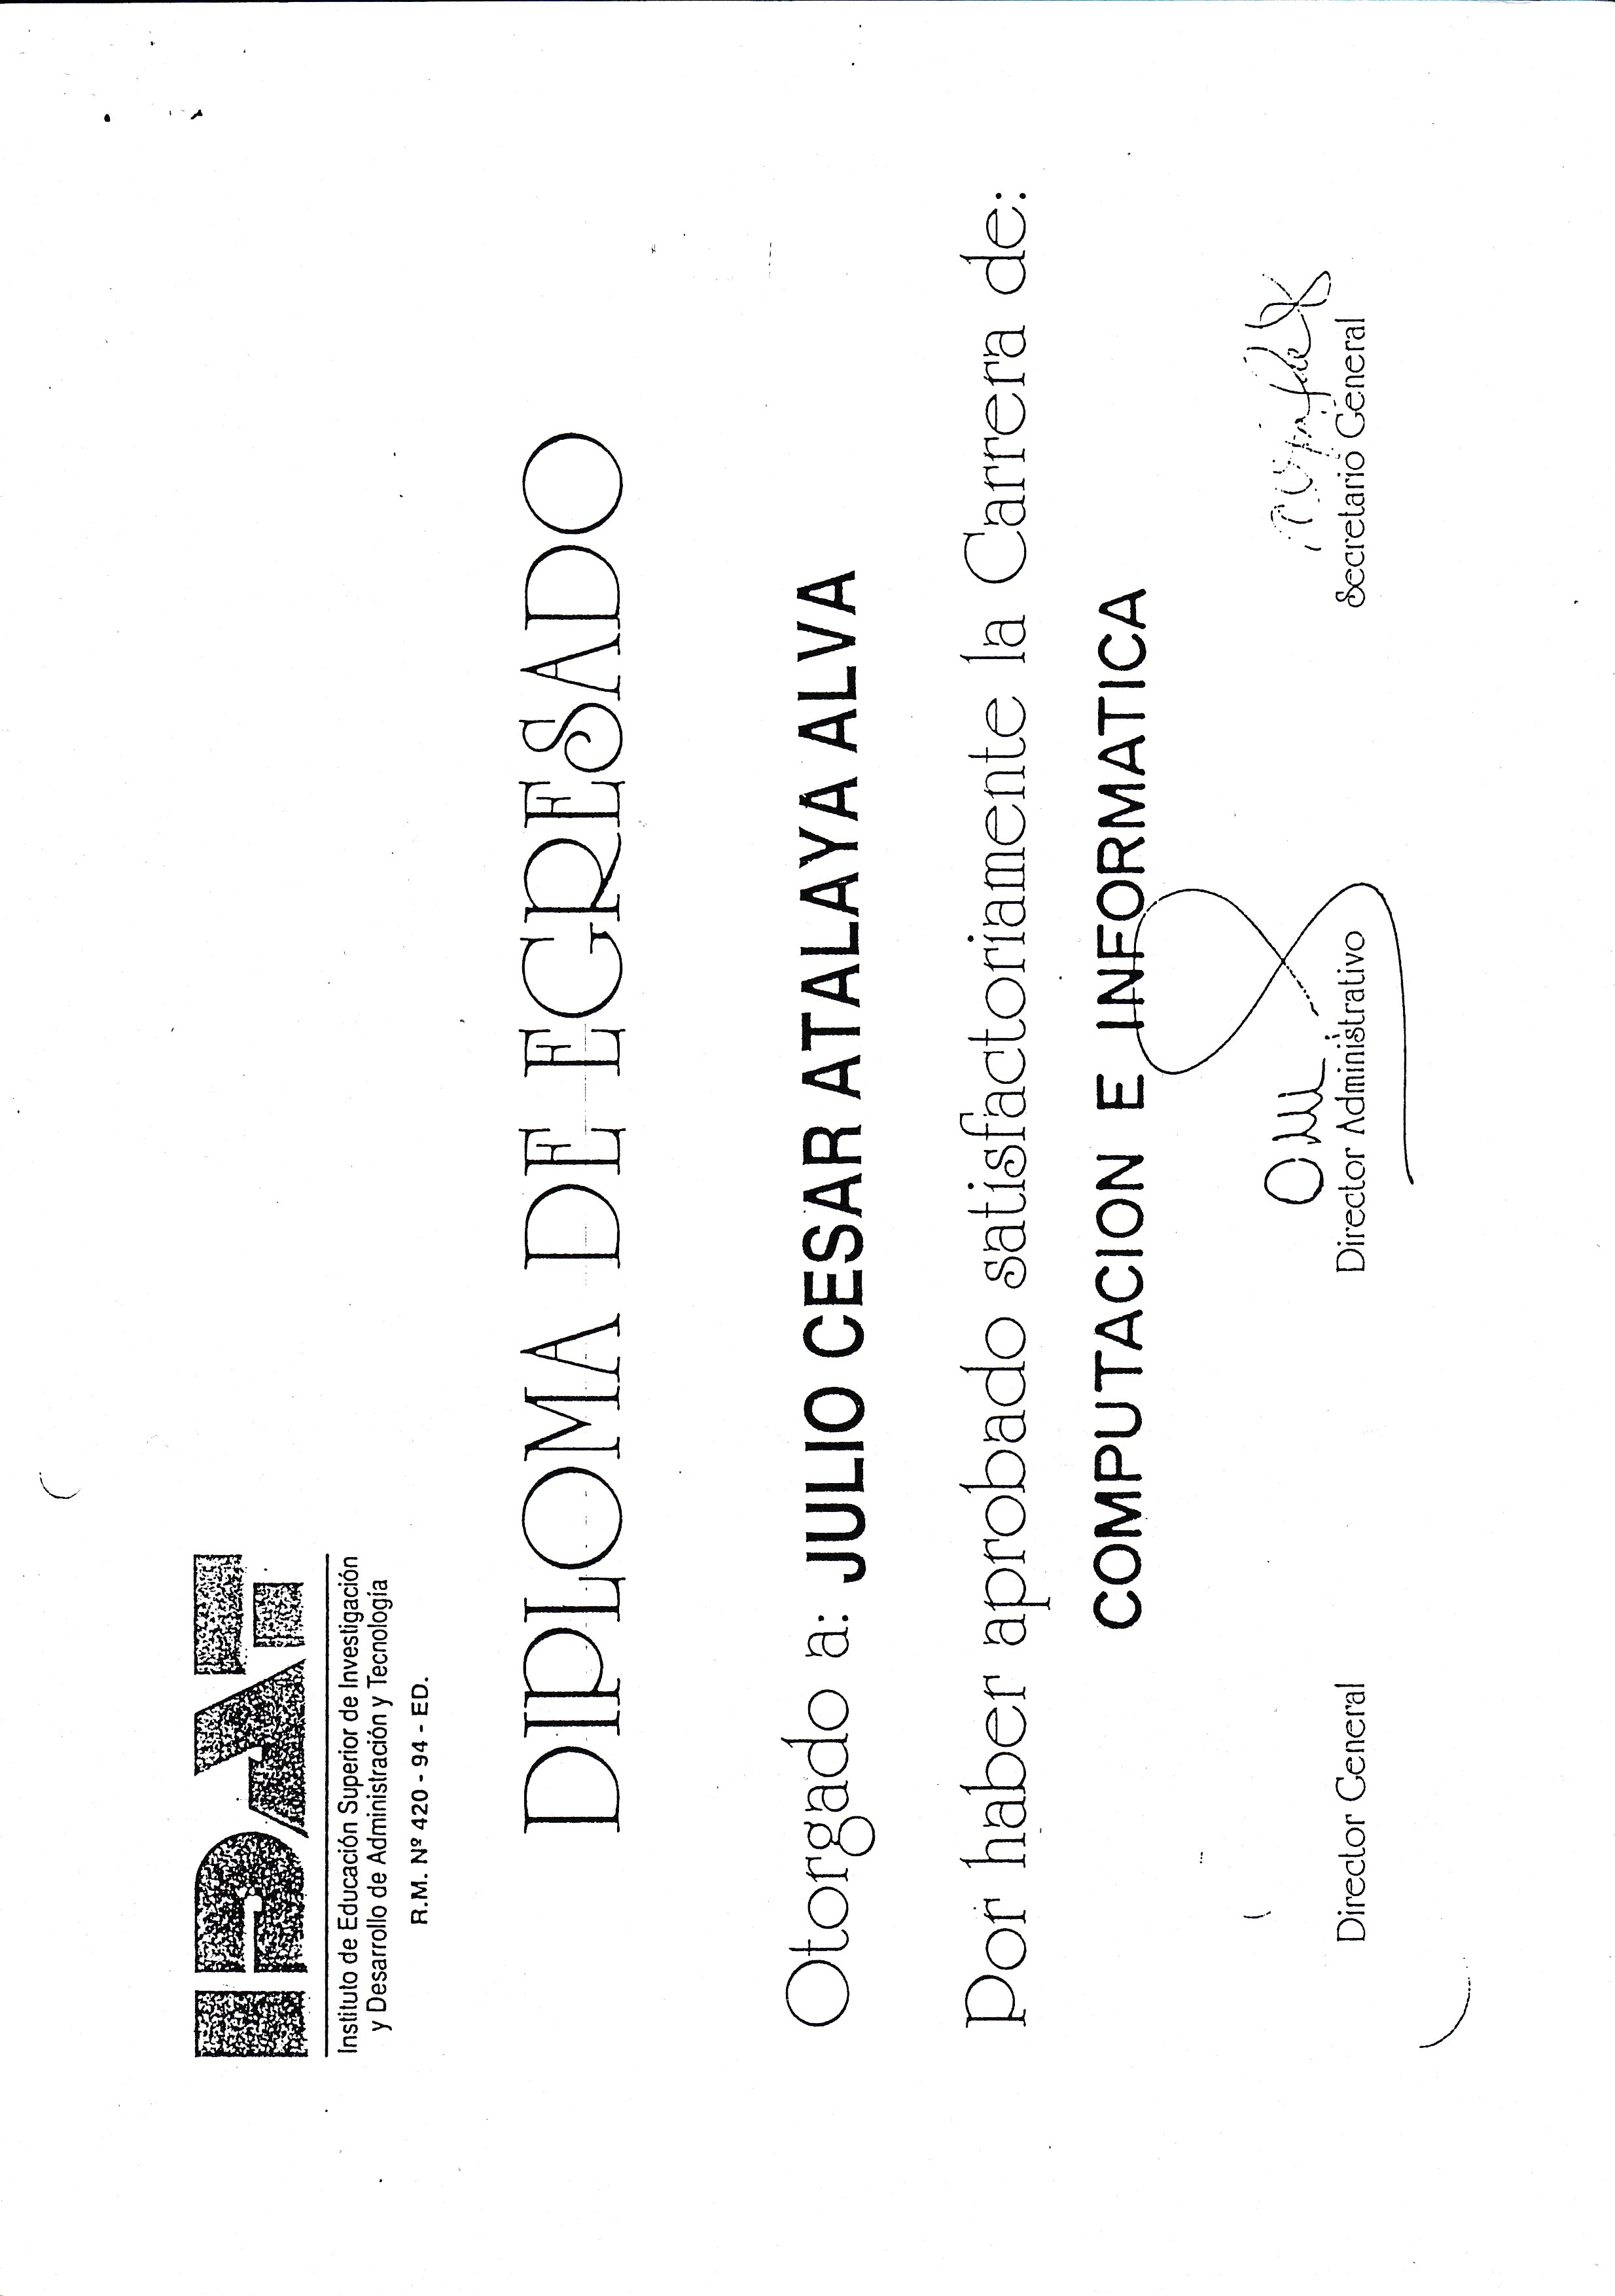 IDAT
Instituto de Educación Superior de Investigación
y Desarrollo de Administración y Tecnología
R.M. Nº 420 - 94 - ED.
DIPLOMA DE EGRESADO
Otorgado a: JULIO CESAR ATALAYA ALVA
Por haber aprobado satisfactoriamente la Carrera de:
COMPUTACION E INFORMATICA
Director General
Director Administrativo
Secretario General